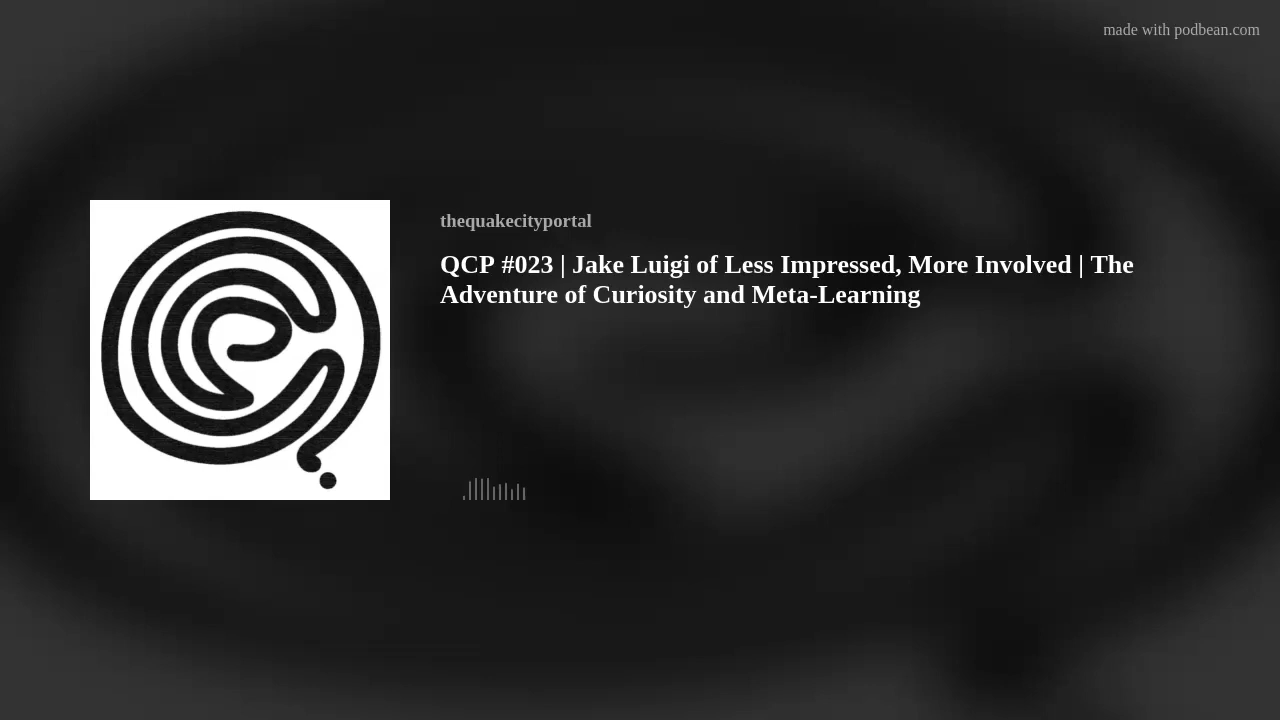 made with podbean.com
thequakecityportal
QCP #023 | Jake Luigi of Less Impressed, More Involved | The
Adventure of Curiosity and Meta-Learning